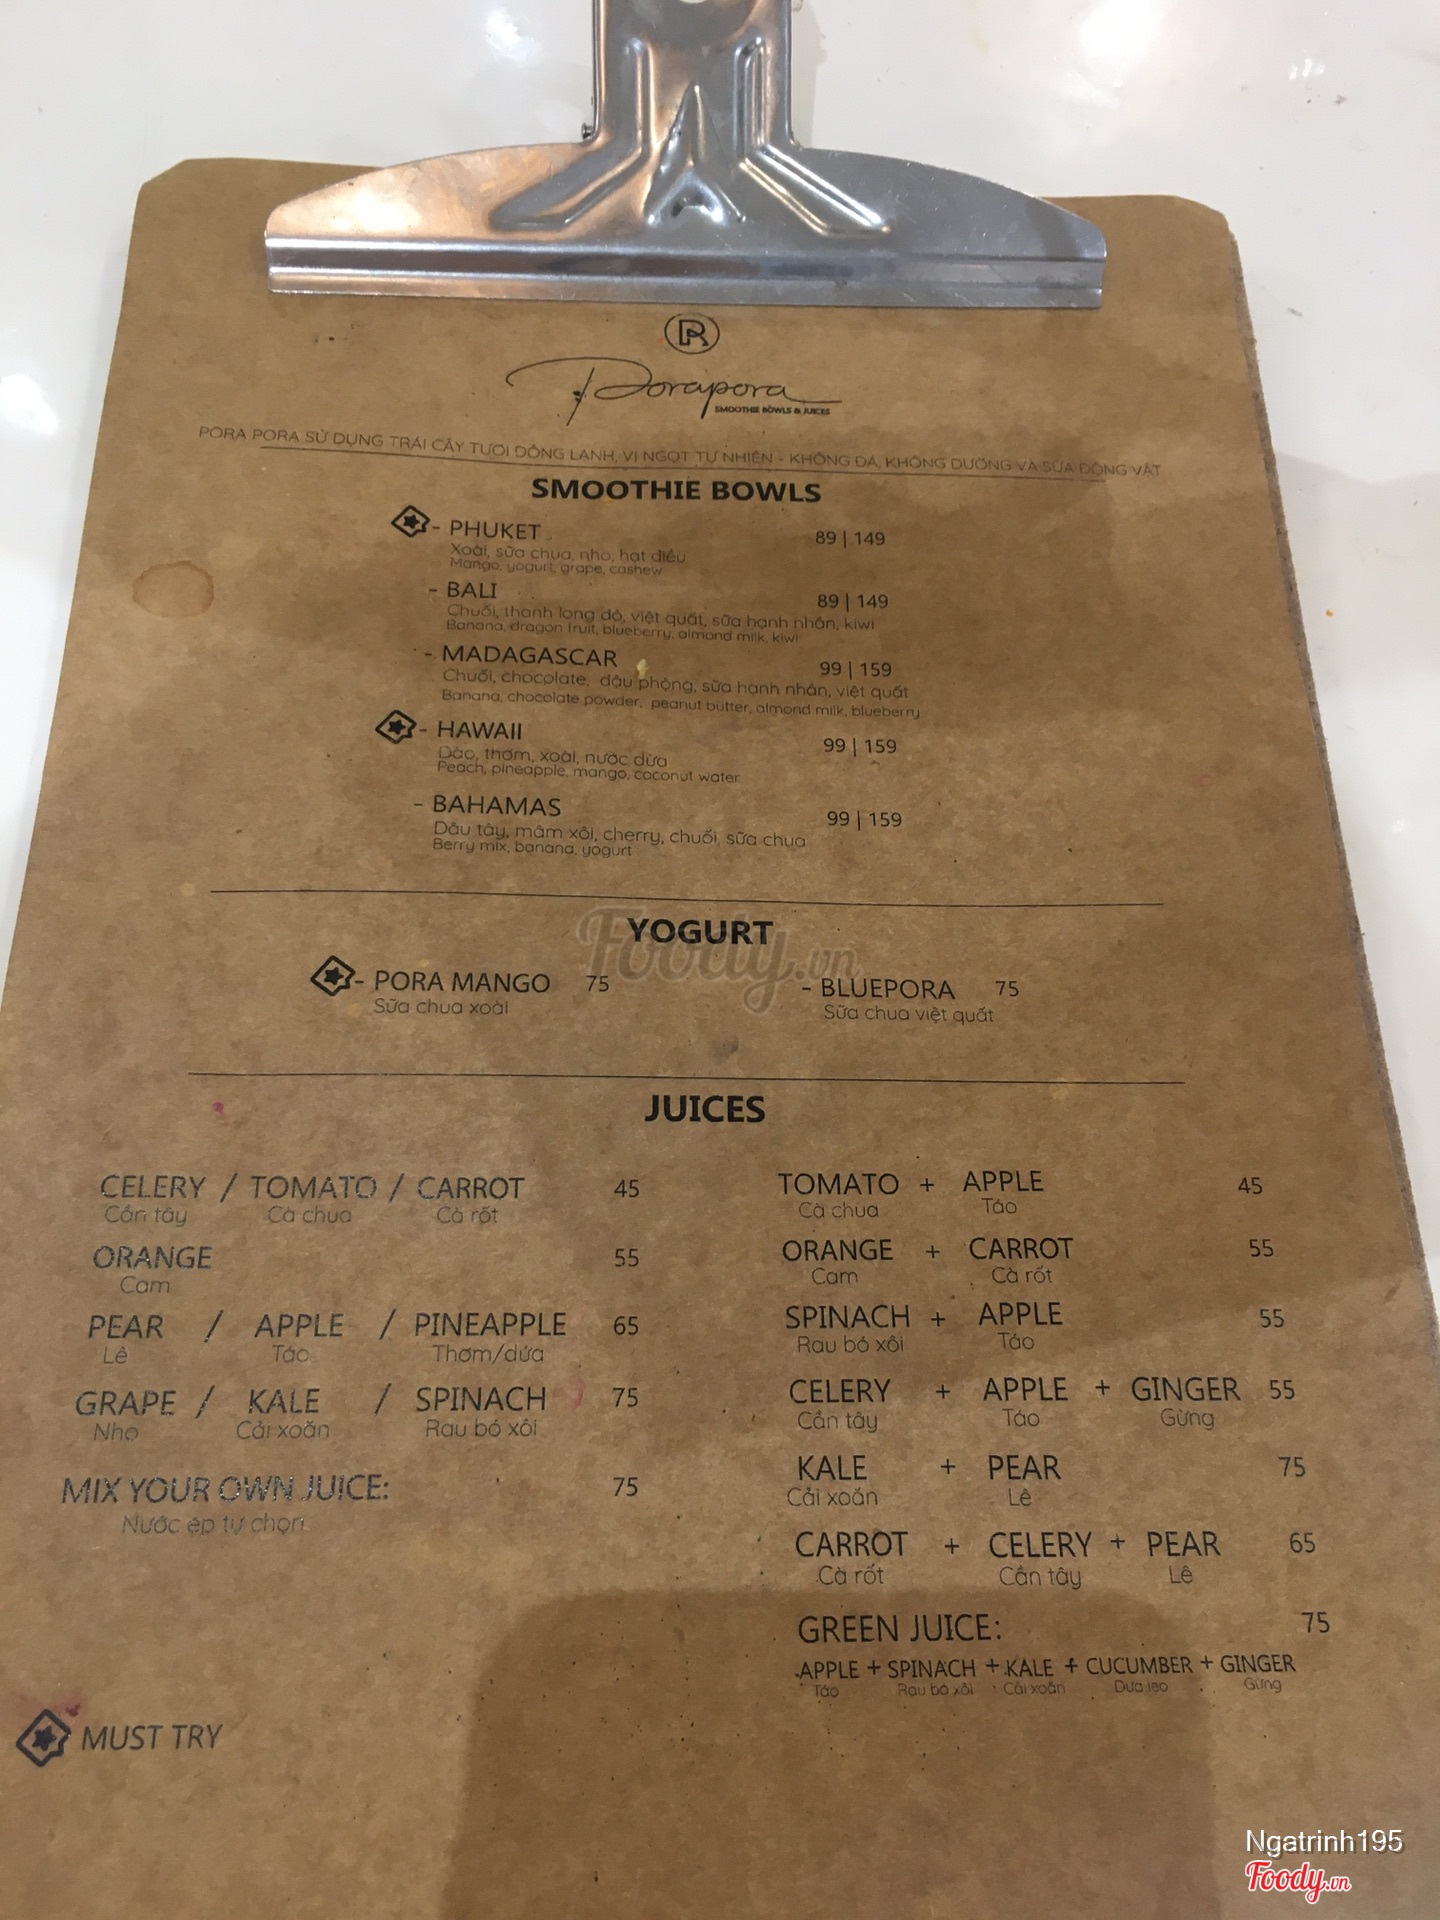 R
Porapora
SMOOTHIE BOWLS & JUICES
PORA PORA SỬ DỤNG TRÁI CÂY TƯƠI ĐÔNG LẠNH, VỊ NGỌT TỰ NHIÊN - KHÔNG ĐÁ, KHÔNG ĐƯỜNG VÀ SỮA ĐỘNG VẬT
SMOOTHIE BOWLS
- PHUKET 89 | 149
Xoài, sữa chua, nho, hạt điều
Mango, yogurt, grape, cashew
- BALI 89 | 149
Chuối, thanh long đỏ, việt quất, sữa hạnh nhân, kiwi
Banana, dragon fruit, blueberry, almond milk, kiwi
- MADAGASCAR 99 | 159
Chuối, chocolate, đậu phộng, sữa hạnh nhân, việt quất
Banana, chocolate powder, peanut butter, almond milk, blueberry
- HAWAII 99 | 159
Đào, thơm, xoài, nước dừa
Peach, pineapple, mango, coconut water
- BAHAMAS 99 | 159
Dâu tây, mâm xôi, cherry, chuối, sữa chua
Berry mix, banana, yogurt
YOGURT
Foody.vn
- PORA MANGO 75
Sữa chua xoài
- BLUEPORA 75
Sữa chua việt quất
JUICES
CELERY / TOMATO / CARROT 45
Cần tây Cà chua Cà rốt
ORANGE 55
Cam
PEAR / APPLE / PINEAPPLE 65
Lê Táo Thơm/dứa
GRAPE / KALE / SPINACH 75
Nho Cải xoăn Rau bó xôi
MIX YOUR OWN JUICE: 75
Nước ép tự chọn
TOMATO + APPLE 45
Cà chua Táo
ORANGE + CARROT 55
Cam Cà rốt
SPINACH + APPLE 55
Rau bó xôi Táo
CELERY + APPLE + GINGER 55
Cần tây Táo Gừng
KALE + PEAR 75
Cải xoăn Lê
CARROT + CELERY + PEAR 65
Cà rốt Cần tây Lê
GREEN JUICE: 75
APPLE + SPINACH + KALE + CUCUMBER + GINGER
Táo Rau bó xôi Cải xoăn Dưa leo Gừng
MUST TRY
Ngatrinh195
Foody.vn